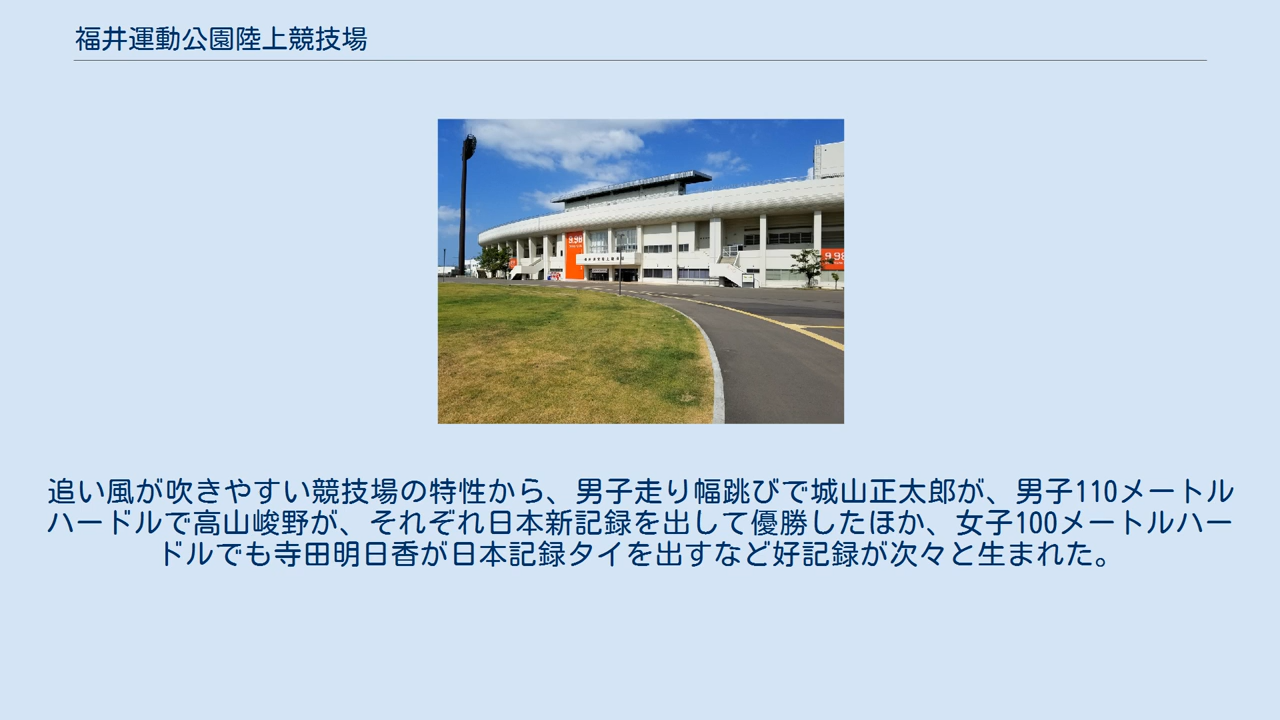 福井運動公園陸上競技場
9.98
9.98
追い風が吹きやすい競技場の特性から、男子走り幅跳びで城山正太郎が、男子110メートル
ハードルで高山峻野が、それぞれ日本新記録を出して優勝したほか、女子100メートルハー
ドルでも寺田明日香が日本記録タイを出すなど好記録が次々と生まれた。